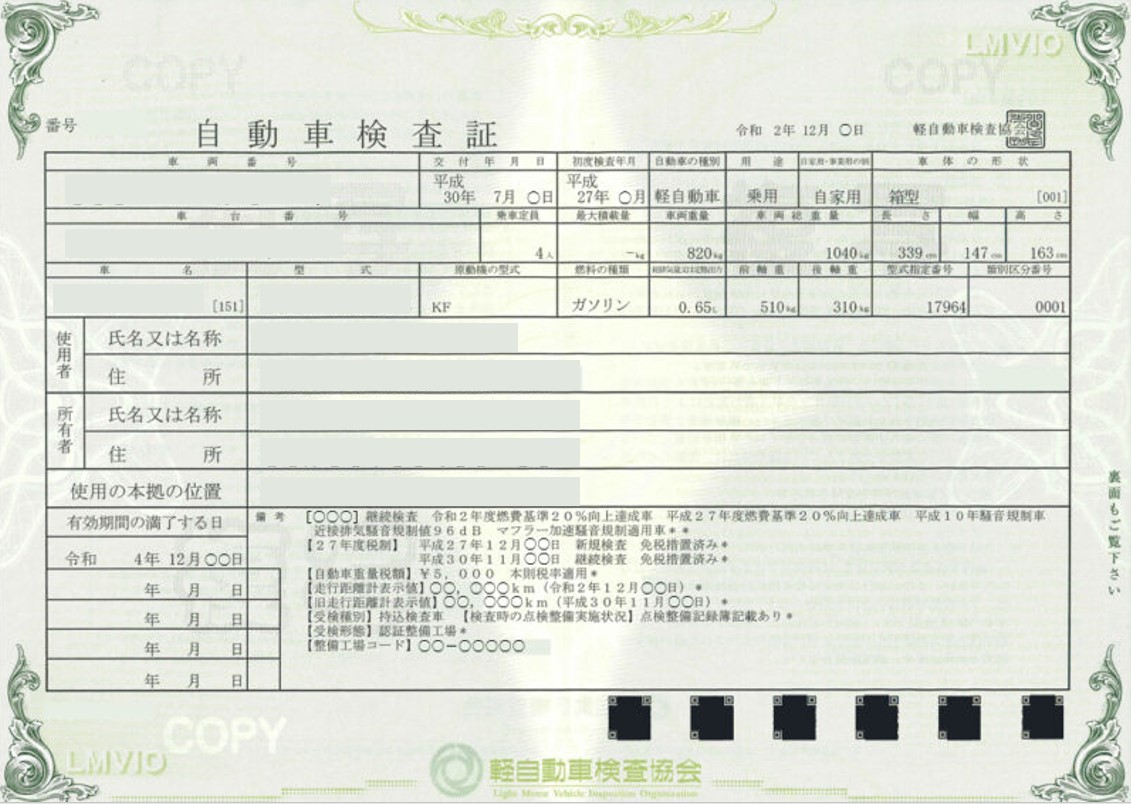 LMVIO
COPY COPY
番号
自動車検査証
令和 2年 12月 〇日 軽自動車検査協会
車両番号 交付年月日 初度検査年月 自動車の種別 用途 自家用・事業用の別 車体の形状
平成 平成
30年 7月 〇日 27年 〇月 軽自動車 乗用 自家用 箱型 [001]
車台番号 乗車定員 最大積載量 車両重量 車両総重量 長さ 幅 高さ
4人 -kg 820kg 1040kg 339cm 147cm 163cm
車名 型式 原動機の型式 燃料の種類 総排気量又は定格出力 前軸重 後軸重 型式指定番号 類別区分番号
[151] KF ガソリン 0.65L 510kg 310kg 17964 0001
使用者 氏名又は名称
住所
所有者 氏名又は名称
住所
使用の本拠の位置
有効期間の満了する日
令和 4年 12月〇〇日
年 月 日
年 月 日
年 月 日
年 月 日
備考 [〇〇〇] 継続検査 令和2年度燃費基準20%向上達成車 平成27年度燃費基準20%向上達成車 平成10年騒音規制車
近接排気騒音規制値96dB マフラー加速騒音規制適用車**
【27年度税制】 平成27年12月〇〇日 新規検査 免税措置済み*
平成30年11月〇〇日 継続検査 免税措置済み*
【自動車重量税額】¥5,000 本則税率適用*
【走行距離計表示値】〇〇,〇〇〇km(令和2年12月〇〇日)*
【旧走行距離計表示値】〇〇,〇〇〇km(平成30年11月〇〇日)*
【受検種別】持込検査車 【検査時の点検整備実施状況】点検整備記録簿記載あり*
【受検形態】認証整備工場*
【整備工場コード】〇〇-〇〇〇〇〇
裏面もご覧下さい
COPY
LMVIO
軽自動車検査協会
Light Motor Vehicle Inspection Organization